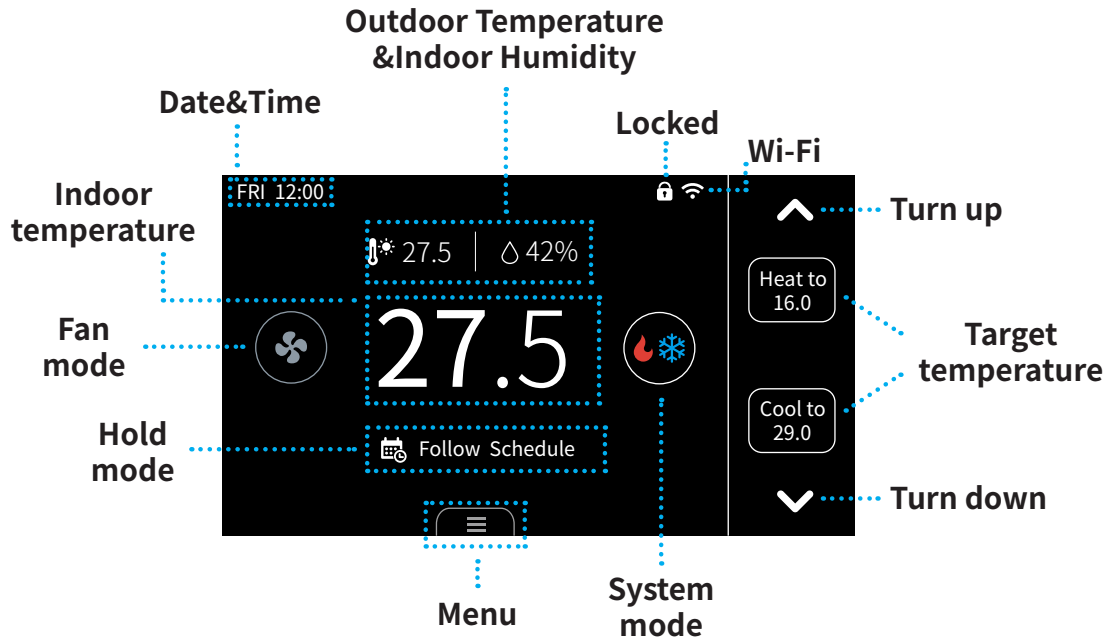 Outdoor Temperature
&Indoor Humidity
Date&Time
Locked
Wi-Fi
Indoor
temperature
FRI 12:00
Turn up
27.5
42%
Heat to
16.0
Fan
mode
27.5
Target
temperature
Cool to
29.0
Hold
mode
Follow Schedule
Turn down
Menu
System
mode